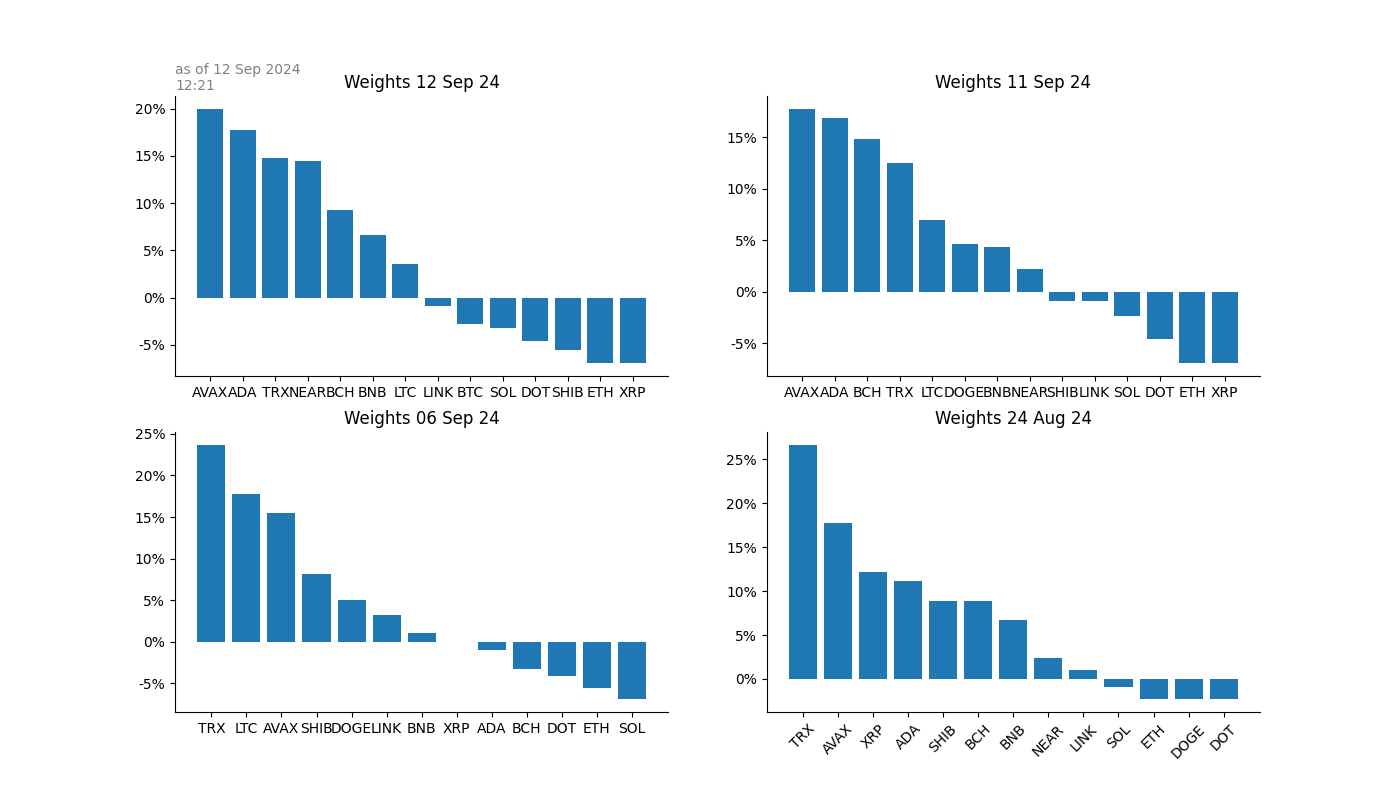 as of 12 Sep 2024
12:21
Weights 12 Sep 24
20%
15%
10%
5%
0%
-5%
AVAX ADA TRX NEAR BCH BNB LTC LINK BTC SOL DOT SHIB ETH XRP
Weights 11 Sep 24
15%
10%
5%
0%
-5%
AVAX ADA BCH TRX LTC DOGE BNB NEAR SHIB LINK SOL DOT ETH XRP
Weights 06 Sep 24
25%
20%
15%
10%
5%
0%
-5%
TRX LTC AVAX SHIB DOGE LINK BNB XRP ADA BCH DOT ETH SOL
Weights 24 Aug 24
25%
20%
15%
10%
5%
0%
TRX AVAX XRP ADA SHIB BCH BNB NEAR LINK SOL ETH DOGE DOT